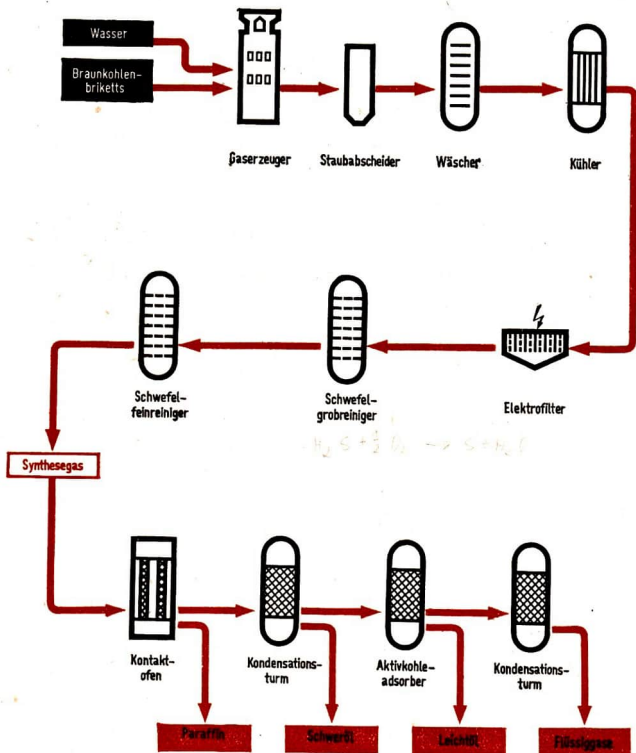 Wasser
Braunkohlen-
briketts
Gaserzeuger
Staubabscheider
Wäscher
Kühler
Schwefel-
feinreiniger
Schwefel-
grobreiniger
Elektrofilter
Synthesegas
Kontakt-
ofen
Kondensations-
turm
Aktivkohle-
adsorber
Kondensations-
turm
Paraffin
Schweröl
Leichtöl
Flüssiggase